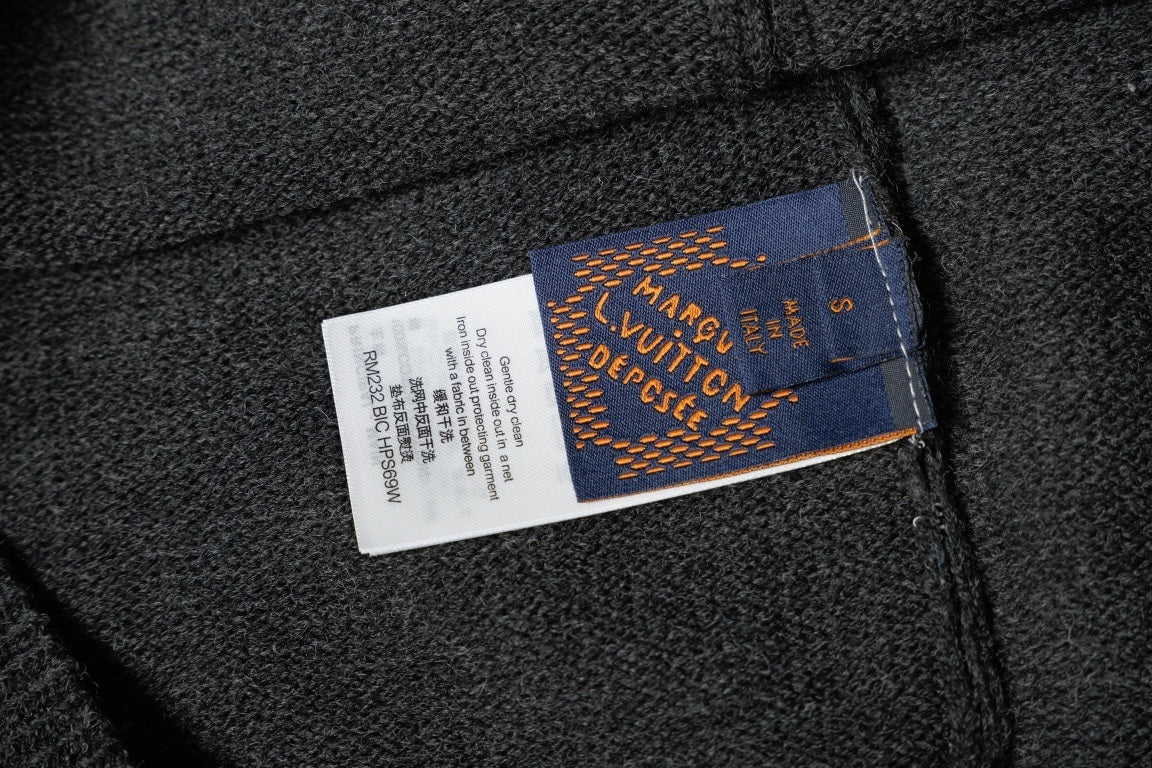 MARQU
L.VUITTON
DÉPOSÉE
MADE
IN
ITALY
S
Gentle dry clean
Dry clean inside out in a net
Iron inside out protecting garment
with a fabric in between
缓和干洗
洗网中反面干洗
垫布反面熨烫
RM232 BIC HPS69W